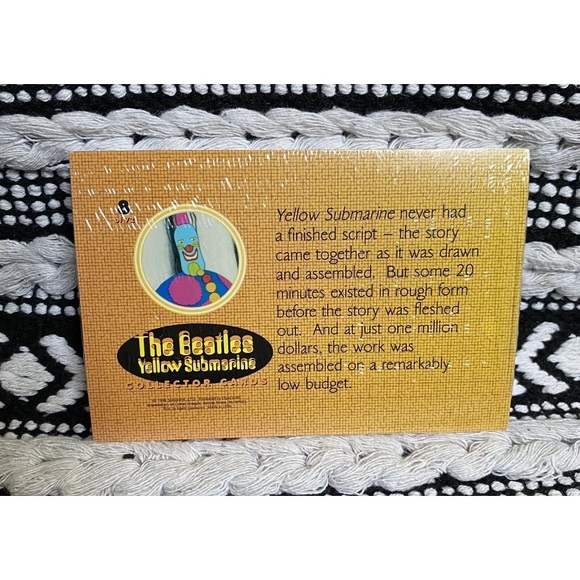 8
Yellow Submarine never had
a finished script – the story
came together as it was drawn
and assembled. But some 20
minutes existed in rough form
before the story was fleshed
out. And at just one million
dollars, the work was
assembled on a remarkably
low budget.
The Beatles
Yellow Submarine
COLLECTOR CARDS